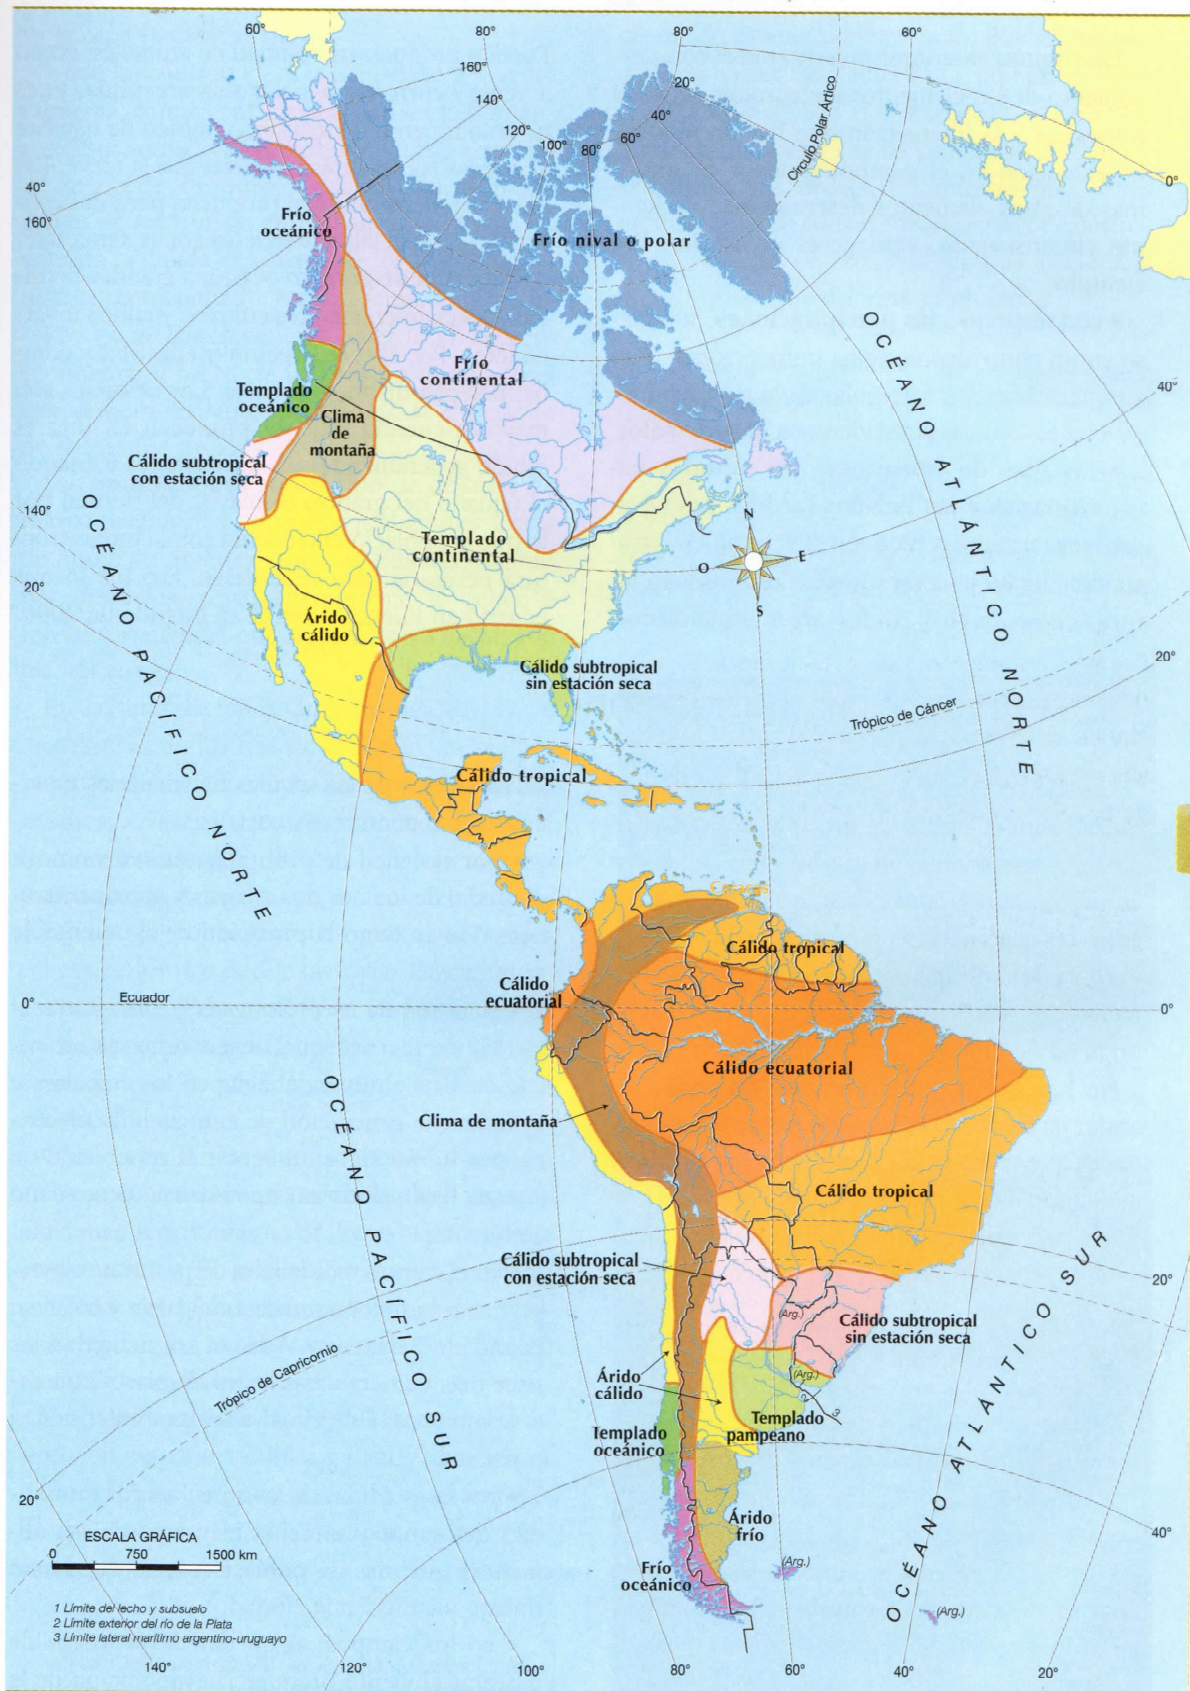 60°
80°
80°
60°
160°
140°
120°
100°
80°
60°
40°
20°
Círculo Polar Ártico
0°
40°
160°
Frío
oceánico
Frío nival o polar
OCÉANO ATLÁNTICO NORTE
40°
Frío
continental
Templado
oceánico
Clima
de
montaña
Cálido subtropical
con estación seca
140°
OCÉANO PACÍFICO NORTE
Templado
continental
N
O
E
S
20°
Árido
cálido
Cálido subtropical
sin estación seca
20°
Trópico de Cáncer
Cálido tropical
Caracas
Cálido tropical
Cálido
ecuatorial
0°
Ecuador
0°
Cálido ecuatorial
OCÉANO PACÍFICO SUR
Clima de montaña
Cálido tropical
Cálido subtropical
con estación seca
OCÉANO ATLÁNTICO SUR
20°
(Arg.)
Cálido subtropical
sin estación seca
Trópico de Capricornio
Árido
cálido
(Arg.)
1
2
3
Templado
pampeano
Templado
oceánico
20°
Árido
frío
40°
ESCALA GRÁFICA
0 750 1500 km
Frío
oceánico
(Arg.)
(Arg.)
1 Límite del lecho y subsuelo
2 Límite exterior del río de la Plata
3 Límite lateral marítimo argentino-uruguayo
140°
120°
100°
80°
60°
40°
20°